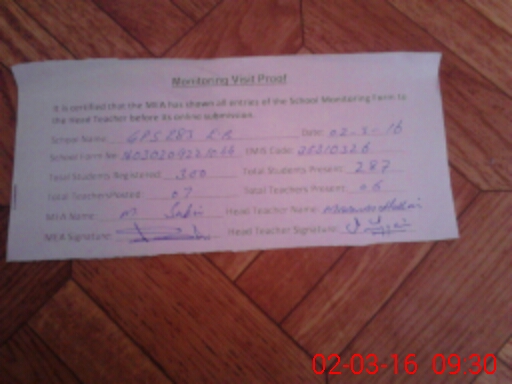 Monitoring Visit Proof
It is certified that the MEA has shown all entries of the School Monitoring Form to
the Head Teacher before its online submission.
School Name: GPS 287 E.B Date: 02-3-16
School Form No: EMIS Code: 31310326
Total Students Registered: 300 Total Students Present: 287
Total Teachers Posted: 07 Total Teachers Present: 06
MEA Name: M. Head Teacher Name:
MEA Signature: Head Teacher Signature:
02-03-16 09:30